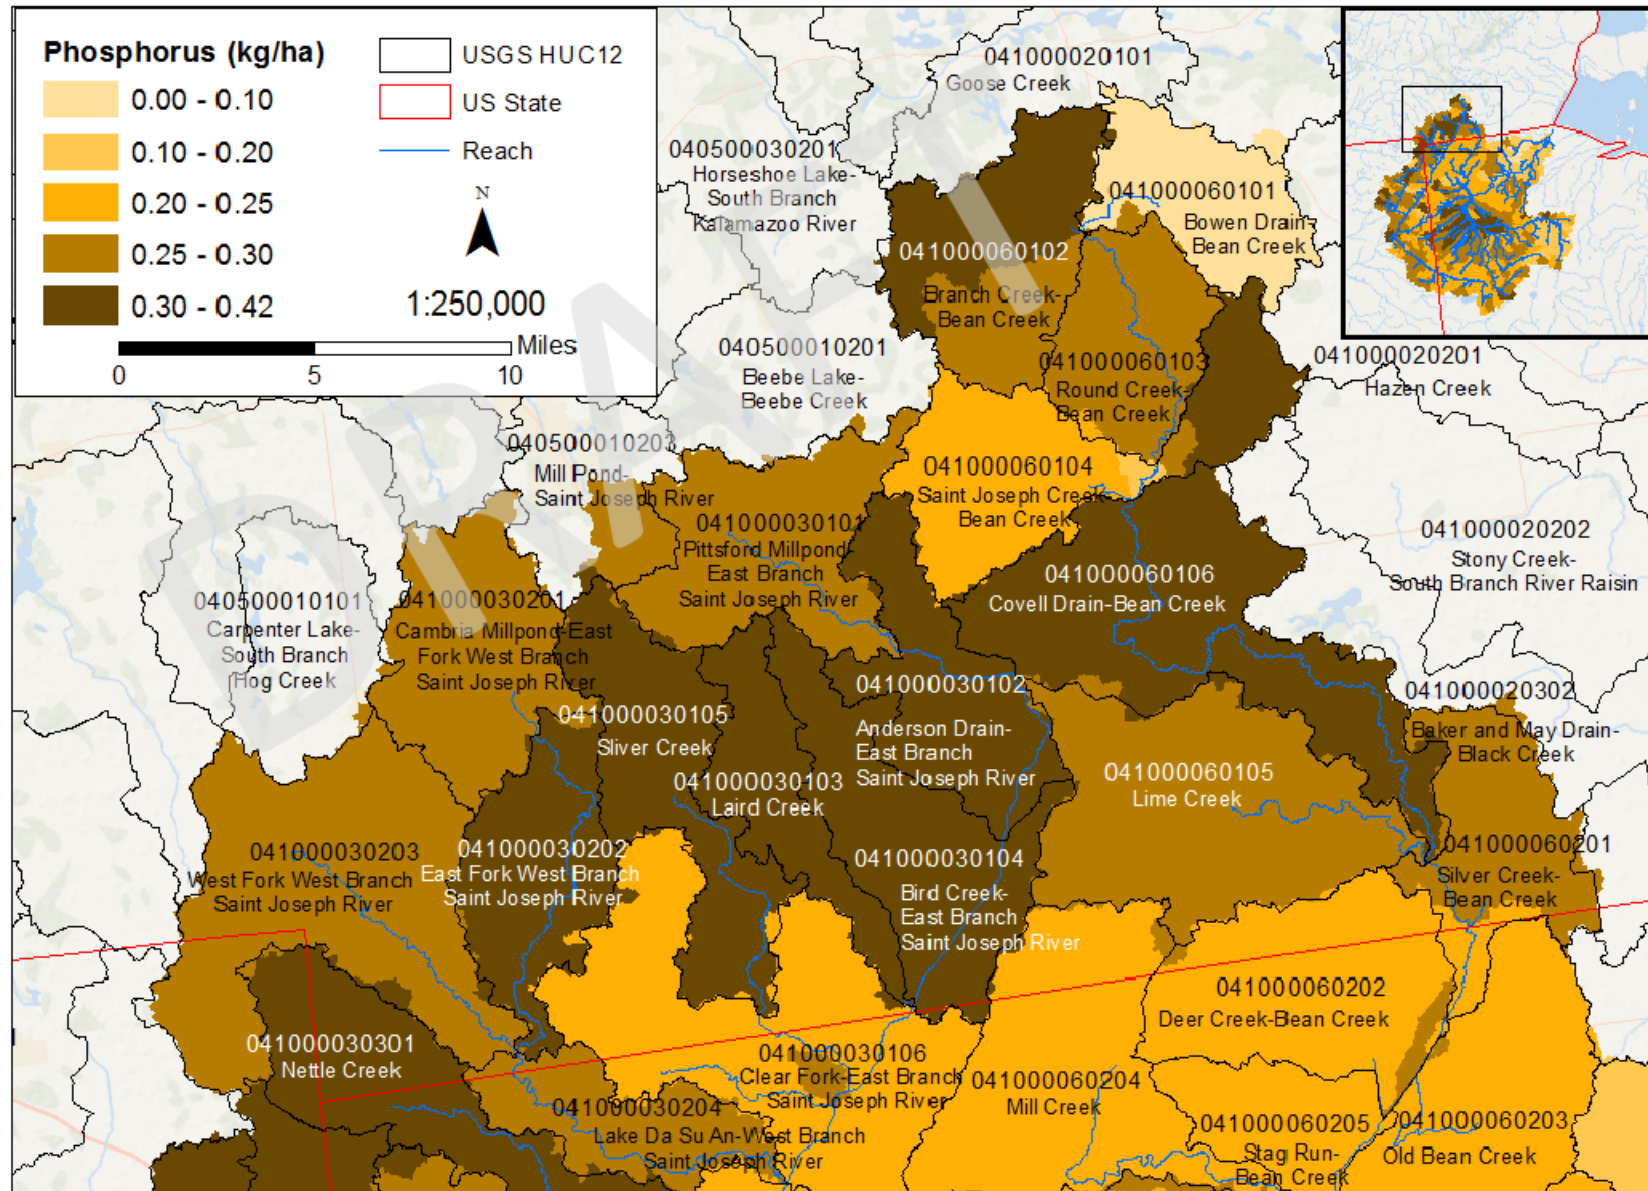 Phosphorus (kg/ha)
0.00 - 0.10
0.10 - 0.20
0.20 - 0.25
0.25 - 0.30
0.30 - 0.42
USGS HUC12
US State
Reach
N
1:250,000
Miles
0 5 10
DRAFT
041000020101
Goose Creek
040500030201
Horseshoe Lake-
South Branch
Kalamazoo River
041000060101
Bowen Drain-
Bean Creek
041000060102
Branch Creek-
Bean Creek
040500010201
Beebe Lake-
Beebe Creek
041000060103
Round Creek-
Bean Creek
041000020201
Hazen Creek
040500010203
Mill Pond-
Saint Joseph River
041000060104
Saint Joseph Creek-
Bean Creek
041000030101
Pittsford Millpond-
East Branch
Saint Joseph River
041000020202
Stony Creek-
South Branch River Raisin
041000060106
Covell Drain-Bean Creek
040500010101
Carpenter Lake-
South Branch
Hog Creek
041000030201
Cambria Millpond-East
Fork West Branch
Saint Joseph River
041000030102
Anderson Drain-
East Branch
Saint Joseph River
041000020302
Baker and May Drain-
Black Creek
041000030105
Sliver Creek
041000030103
Laird Creek
041000060105
Lime Creek
041000030203
West Fork West Branch
Saint Joseph River
041000030202
East Fork West Branch
Saint Joseph River
041000030104
Bird Creek-
East Branch
Saint Joseph River
041000060201
Silver Creek-
Bean Creek
041000060202
Deer Creek-Bean Creek
041000030301
Nettle Creek
041000030106
Clear Fork-East Branch
Saint Joseph River
041000060204
Mill Creek
041000030204
Lake Da Su An-West Branch
Saint Joseph River
041000060205
Stag Run-
Bean Creek
041000060203
Old Bean Creek